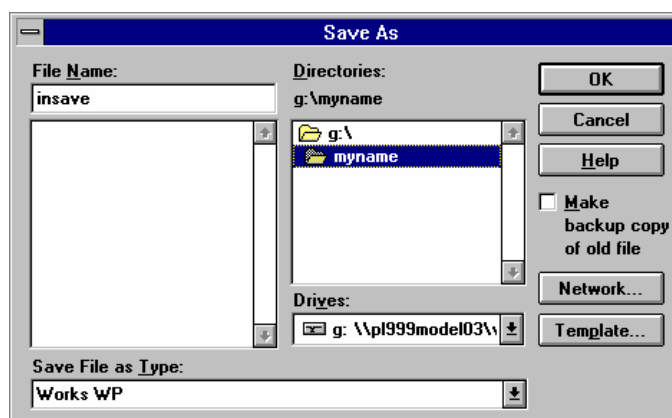 Save As
File Name:
insave
Directories:
g:\myname
g:\
myname
Drives:
g: \\pl999model03\
Save File as Type:
Works WP
OK
Cancel
Help
Make
backup copy
of old file
Network...
Template...